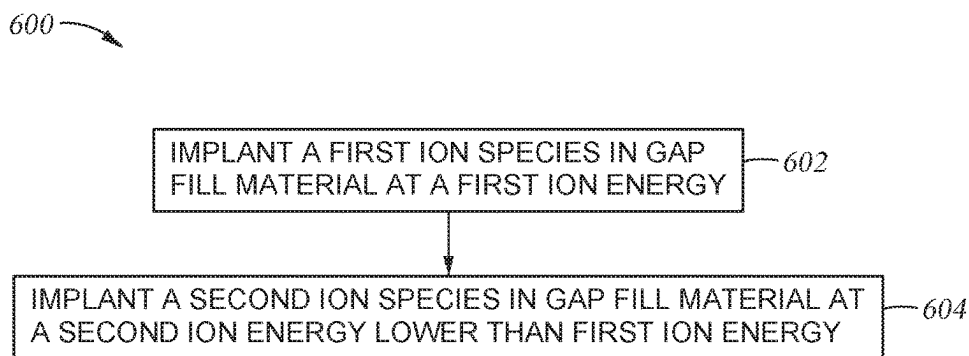 600
IMPLANT A FIRST ION SPECIES IN GAP
FILL MATERIAL AT A FIRST ION ENERGY
602
IMPLANT A SECOND ION SPECIES IN GAP FILL MATERIAL AT
A SECOND ION ENERGY LOWER THAN FIRST ION ENERGY
604